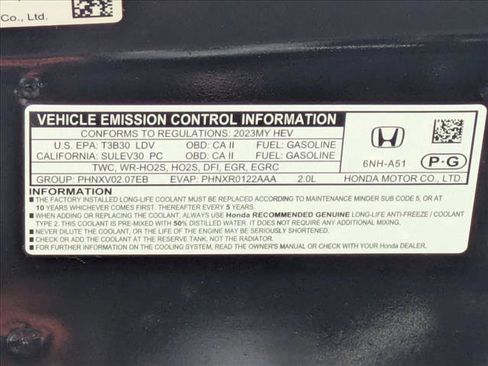 Co., Ltd.
VEHICLE EMISSION CONTROL INFORMATION
CONFORMS TO REGULATIONS: 2023MY HEV
U.S. EPA: T3B30 LDV OBD: CA II FUEL: GASOLINE
CALIFORNIA: SULEV30 PC OBD: CA II FUEL: GASOLINE
TWC, WR-HO2S, HO2S, DFI, EGR, EGRC
GROUP: PHNXV02.07EB EVAP: PHNXR0122AAA 2.0L
6NH-A51
P-G
HONDA MOTOR CO., LTD.
INFORMATION
■ THE FACTORY INSTALLED LONG-LIFE COOLANT MUST BE REPLACED ACCORDING TO MAINTENANCE MINDER SUB CODE 5, OR AT
10 YEARS WHICHEVER COMES FIRST. THEREAFTER EVERY 5 YEARS.
■ WHEN ADDING OR REPLACING THE COOLANT, ALWAYS USE Honda RECOMMENDED GENUINE LONG-LIFE ANTI-FREEZE / COOLANT
TYPE 2. THIS COOLANT IS PRE-MIXED WITH 50% DISTILLED WATER. IT DOES NOT REQUIRE ANY ADDITIONAL MIXING.
■ NEVER DILUTE THE COOLANT, OR THE LIFE OF THE ENGINE MAY BE SERIOUSLY SHORTENED.
■ CHECK OR ADD THE COOLANT AT THE RESERVE TANK, NOT THE RADIATOR.
■ FOR FURTHER INFORMATION ON THE COOLING SYSTEM, READ THE OWNER'S MANUAL OR CHECK WITH YOUR Honda DEALER.